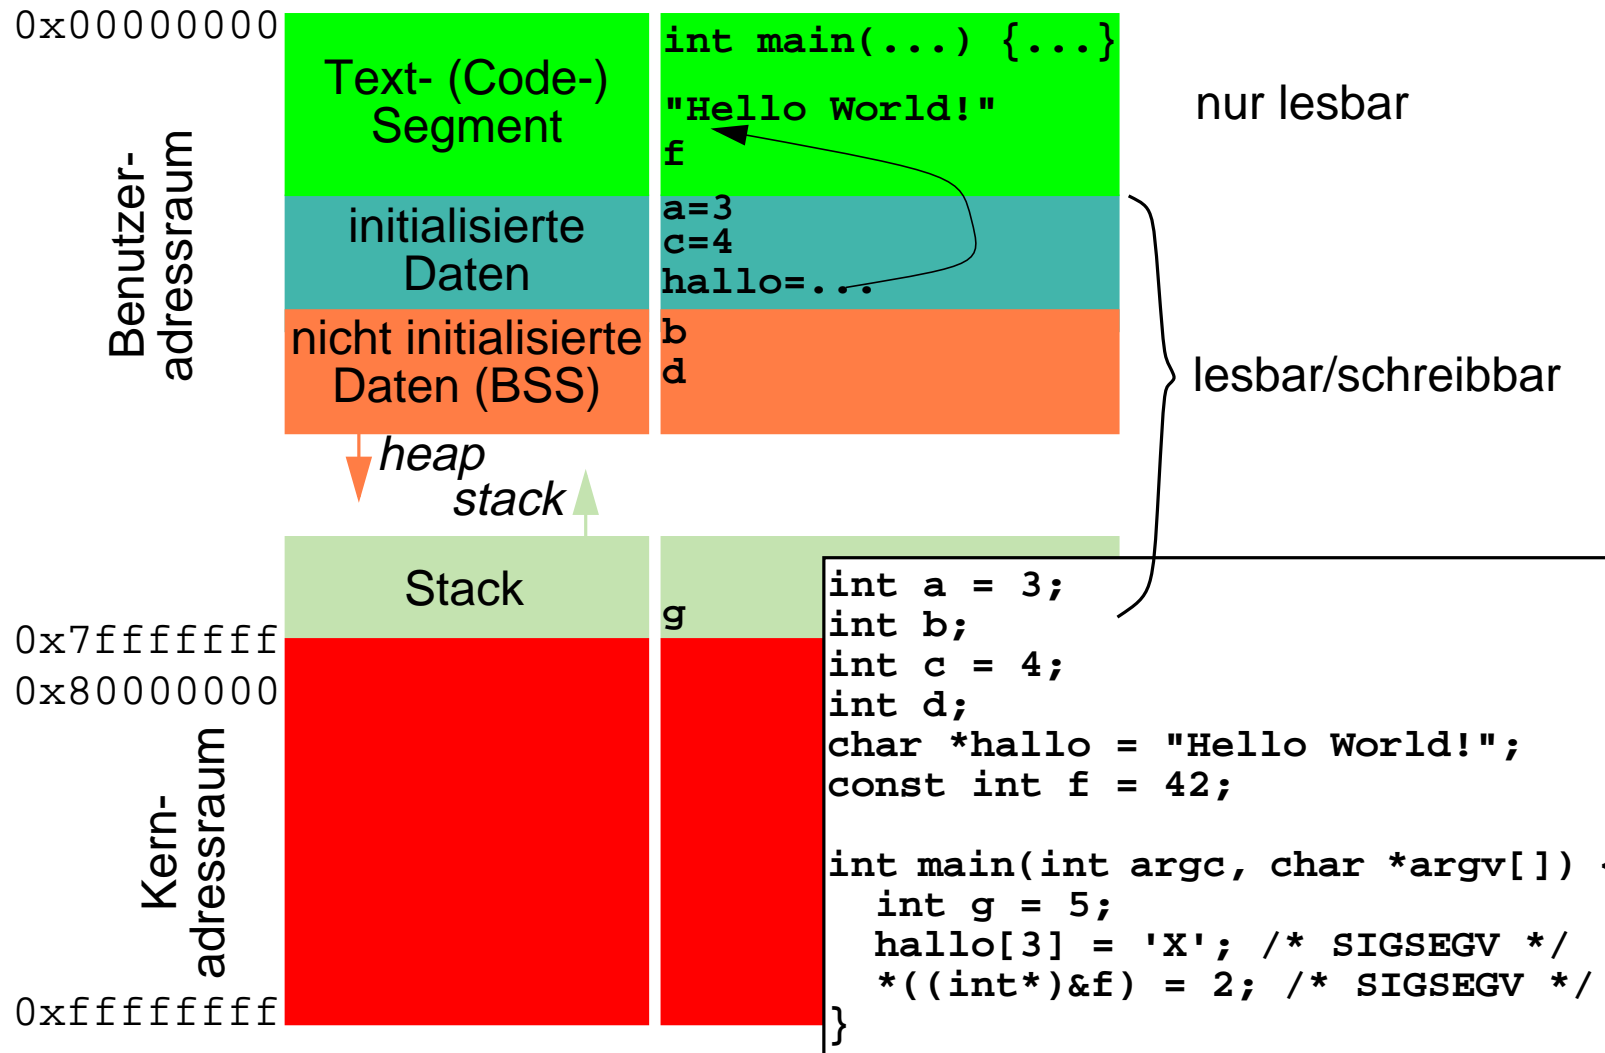 0x00000000
Benutzer-
adressraum
Text- (Code-)
Segment
int main(...) {...}
"Hello World!"
f
nur lesbar
initialisierte
Daten
a=3
c=4
hallo=...
nicht initialisierte
Daten (BSS)
b
d
lesbar/schreibbar
heap
stack
Stack
g
0x7fffffff
0x80000000
Kern-
adressraum
0xffffffff
int a = 3;
int b;
int c = 4;
int d;
char *hallo = "Hello World!";
const int f = 42;
int main(int argc, char *argv[]) {
int g = 5;
hallo[3] = 'X'; /* SIGSEGV */
*((int*)&f) = 2; /* SIGSEGV */
}